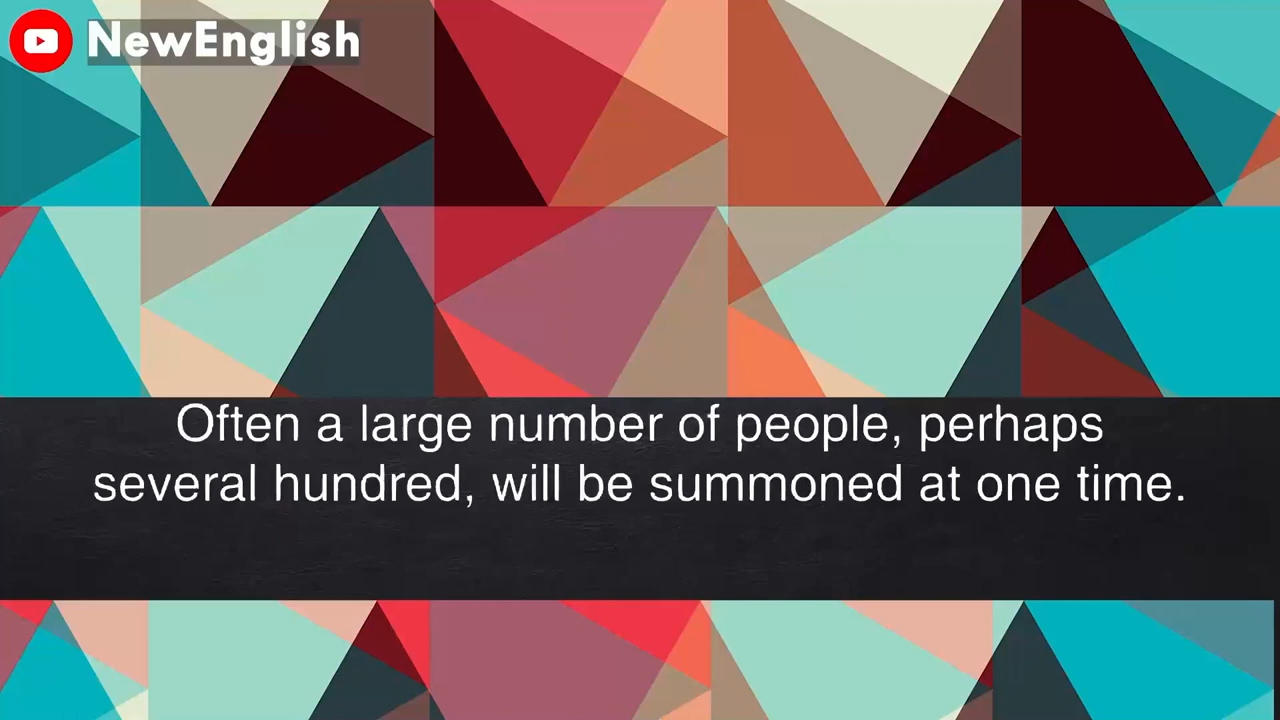 NewEnglish
Often a large number of people, perhaps
several hundred, will be summoned at one time.